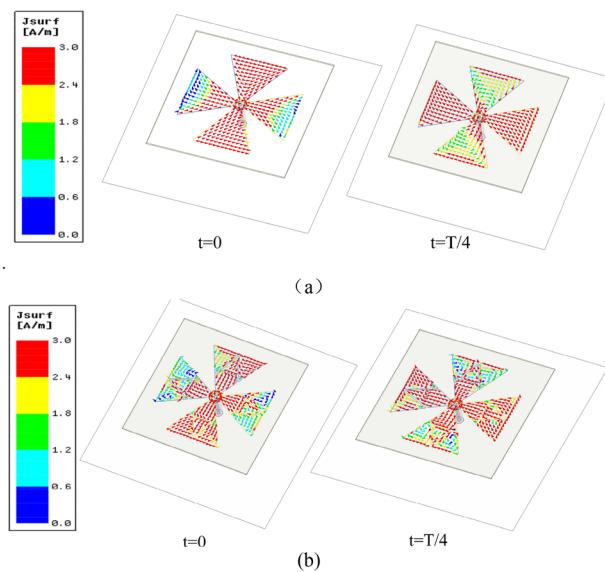 Jsurf
[A/m]
3.0
2.4
1.8
1.2
0.6
0.0
t=0
t=T/4
.
（a）
Jsurf
[A/m]
3.0
2.4
1.8
1.2
0.6
0.0
t=0
t=T/4
(b)